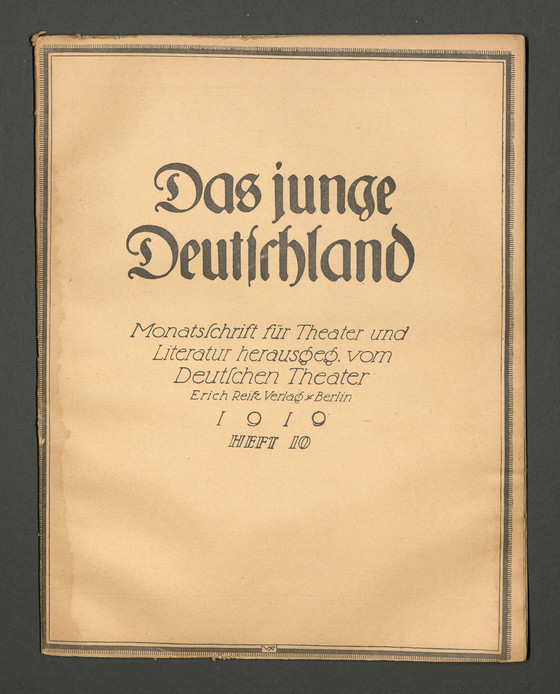 Das junge
Deutſchland
Monatsſchrift für Theater und
Literatur herausgeg. vom
Deutſchen Theater
Erich Reiß Verlag * Berlin
1919
HEFT 10